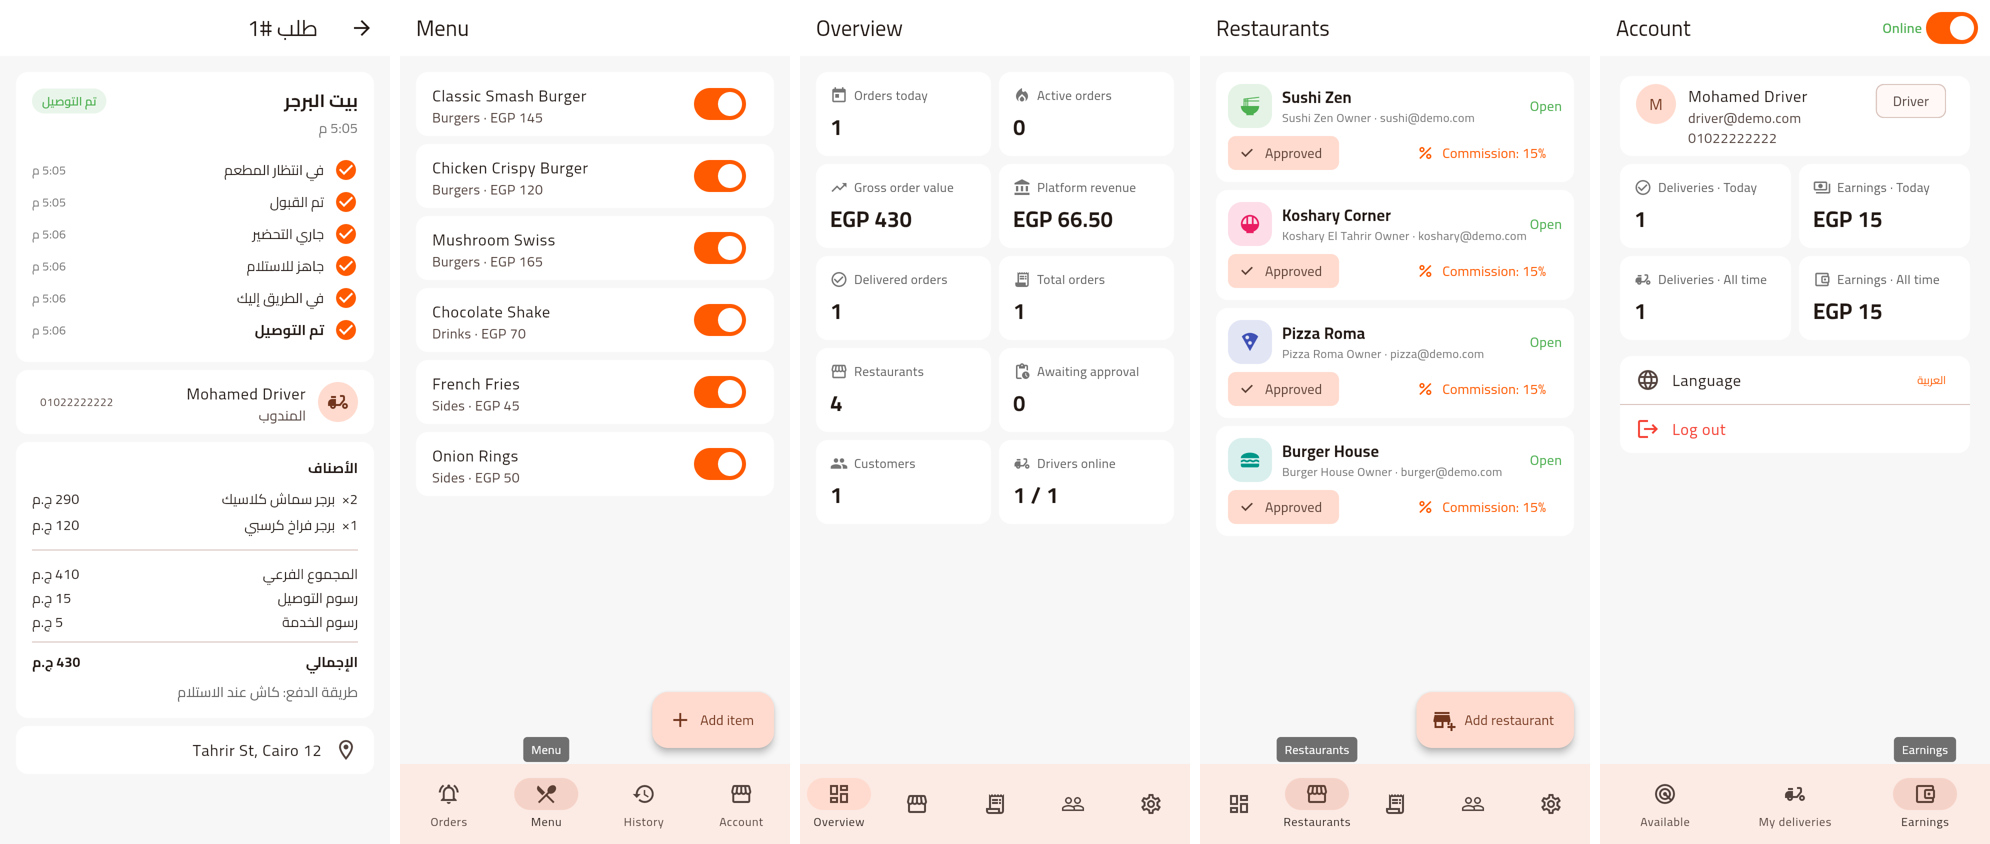 طلب #1
بيت البرجر
تم التوصيل
5:05 م
في انتظار المطعم
5:05 م
تم القبول
5:05 م
جاري التحضير
5:06 م
جاهز للاستلام
5:06 م
في الطريق إليك
5:06 م
تم التوصيل
5:06 م
Mohamed Driver
المندوب
01022222222
الأصناف
2× برجر سماش كلاسيك
290 ج.م
1× برجر فراخ كرسبي
120 ج.م
المجموع الفرعي
410 ج.م
رسوم التوصيل
15 ج.م
رسوم الخدمة
5 ج.م
الإجمالي
430 ج.م
طريقة الدفع: كاش عند الاستلام
Tahrir St, Cairo 12
Menu
Classic Smash Burger
Burgers · EGP 145
Chicken Crispy Burger
Burgers · EGP 120
Mushroom Swiss
Burgers · EGP 165
Chocolate Shake
Drinks · EGP 70
French Fries
Sides · EGP 45
Onion Rings
Sides · EGP 50
Add item
Menu
Orders
Menu
History
Account
Overview
Orders today
1
Active orders
0
Gross order value
EGP 430
Platform revenue
EGP 66.50
Delivered orders
1
Total orders
1
Restaurants
4
Awaiting approval
0
Customers
1
Drivers online
1 / 1
Overview
Restaurants
Sushi Zen
Sushi Zen Owner · sushi@demo.com
Open
Approved
Commission: 15%
Koshary Corner
Koshary El Tahrir Owner · koshary@demo.com
Open
Approved
Commission: 15%
Pizza Roma
Pizza Roma Owner · pizza@demo.com
Open
Approved
Commission: 15%
Burger House
Burger House Owner · burger@demo.com
Open
Approved
Commission: 15%
Add restaurant
Restaurants
Restaurants
Account
Online
M
Mohamed Driver
driver@demo.com
01022222222
Driver
Deliveries · Today
1
Earnings · Today
EGP 15
Deliveries · All time
1
Earnings · All time
EGP 15
Language
العربية
Log out
Earnings
Available
My deliveries
Earnings